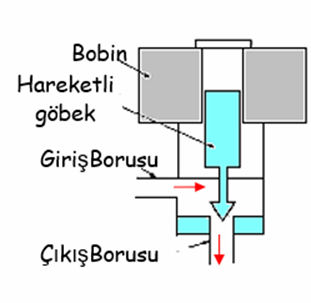 Bobin
Hareketli
göbek
GirişBorusu
ÇıkışBorusu